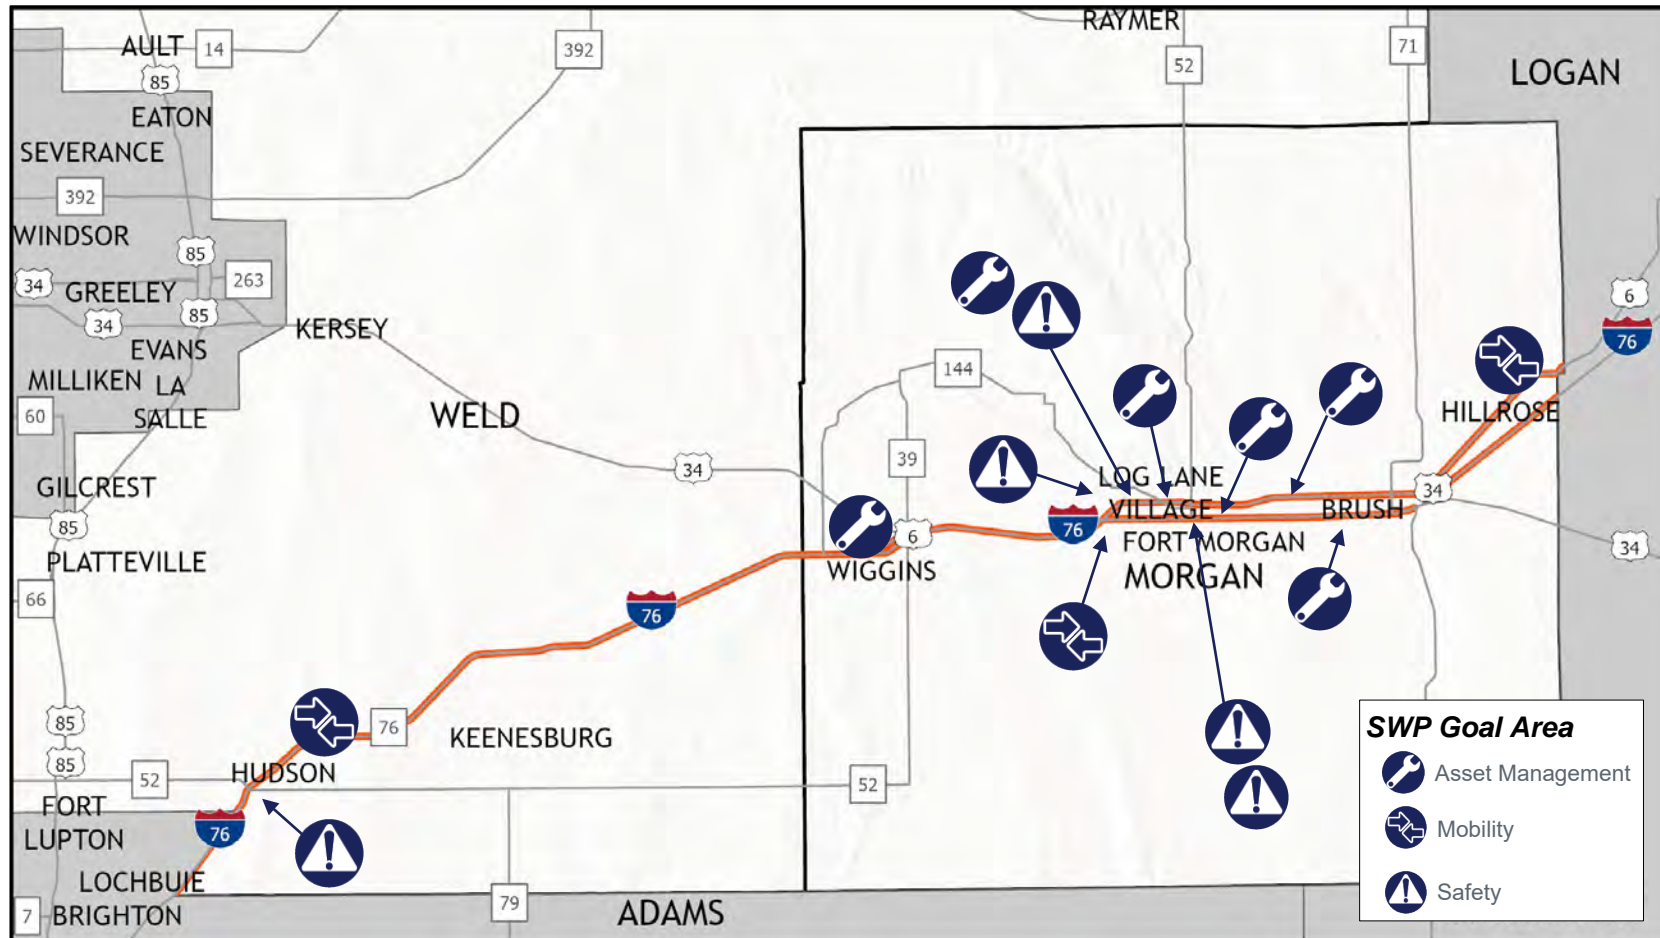 RAYMER
AULT
14
392
52
71
LOGAN
85
EATON
SEVERANCE
392
WINDSOR
85
263
34
GREELEY
85
34
KERSEY
EVANS
6
76
144
MILLIKEN
LA
SALLE
60
WELD
HILLROSE
39
34
LOG LANE
VILLAGE
34
GILCREST
BRUSH
85
76
6
FORT MORGAN
34
PLATTEVILLE
WIGGINS
MORGAN
66
76
85
76
KEENESBURG
85
HUDSON
52
52
FORT
LUPTON
76
LOCHBUIE
7
BRIGHTON
79
ADAMS
SWP Goal Area
Asset Management
Mobility
Safety